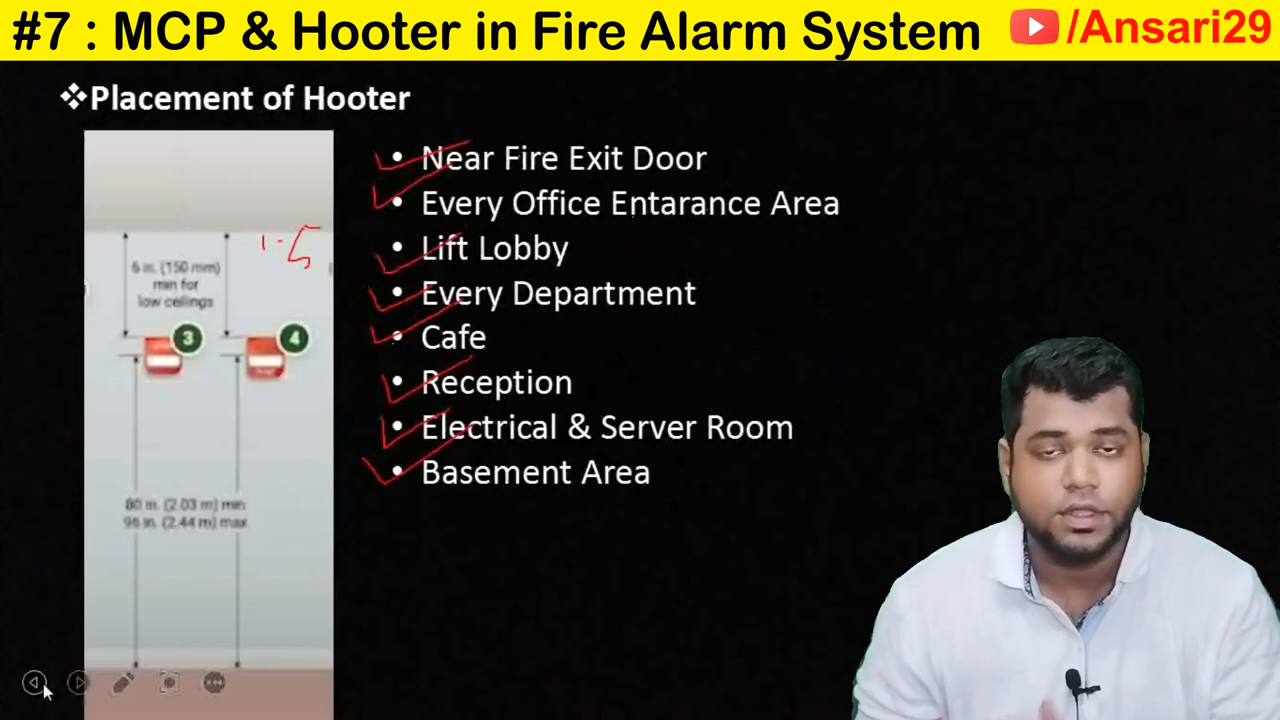 #7 : MCP & Hooter in Fire Alarm System
/Ansari29
❖Placement of Hooter
• Near Fire Exit Door
• Every Office Entarance Area
• Lift Lobby
• Every Department
• Cafe
• Reception
• Electrical & Server Room
• Basement Area
1.5
6 in. (150 mm)
min for
low ceilings
3
4
80 in. (2.03 m) min
96 in. (2.44 m) max